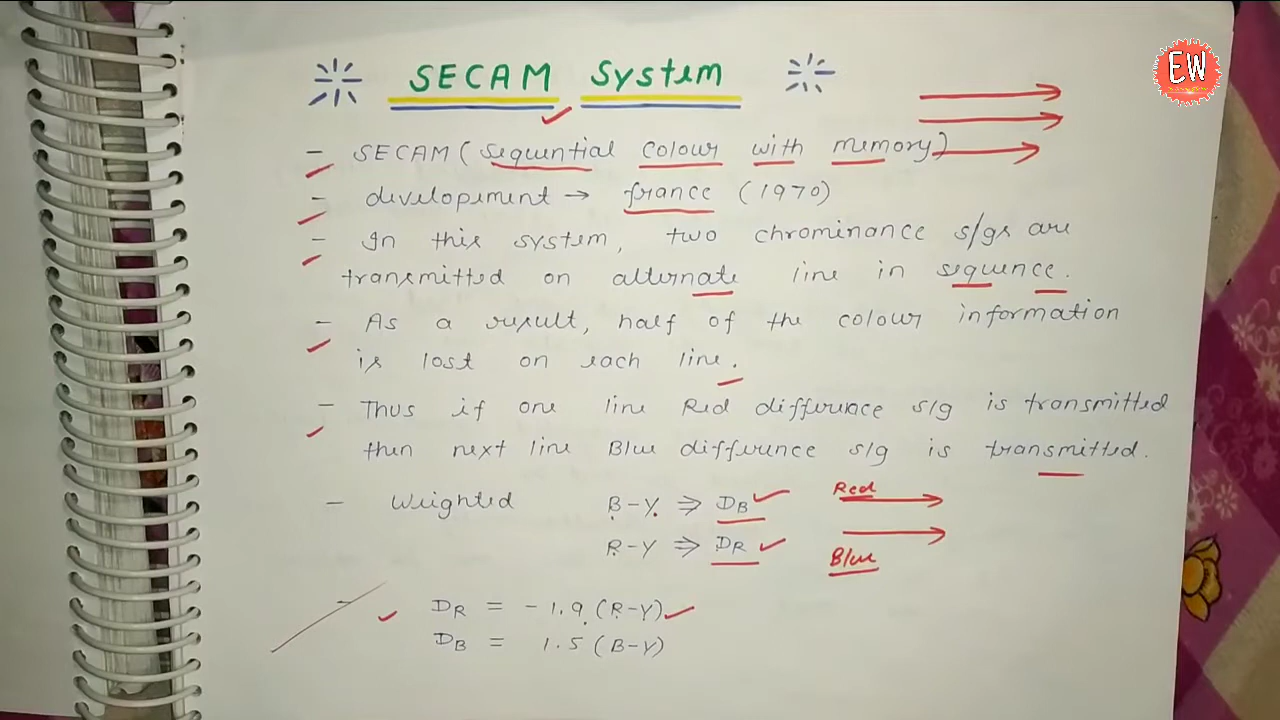 SECAM System
EW
- SECAM (Sequential Colour with memory)
- developement → france (1970)
- In this system, two chrominance s/gs are
transmitted on alternate line in sequence.
- As a result, half of the colour information
is lost on each line.
- Thus if one line Red difference s/g is transmitted
then next line Blue difference s/g is transmitted.
- Weighted B-Y ⇒ DB
Red
R-Y ⇒ DR
Blue
- DR = -1.9 (R-Y)
DB = 1.5 (B-Y)